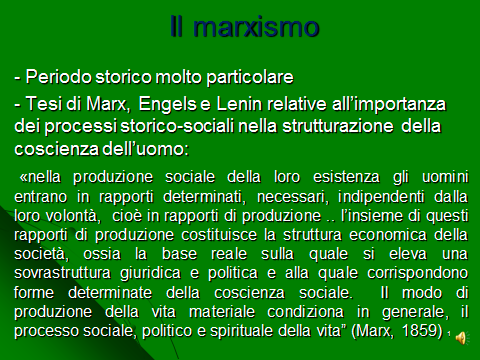 Il marxismo
- Periodo storico molto particolare
- Tesi di Marx, Engels e Lenin relative all’importanza
dei processi storico-sociali nella strutturazione della
coscienza dell’uomo:
«nella produzione sociale della loro esistenza gli uomini
entrano in rapporti determinati, necessari, indipendenti dalla
loro volontà, cioè in rapporti di produzione .. l’insieme di questi
rapporti di produzione costituisce la struttura economica della
società, ossia la base reale sulla quale si eleva una
sovrastruttura giuridica e politica e alla quale corrispondono
forme determinate della coscienza sociale. Il modo di
produzione della vita materiale condiziona in generale, il
processo sociale, politico e spirituale della vita” (Marx, 1859) 1